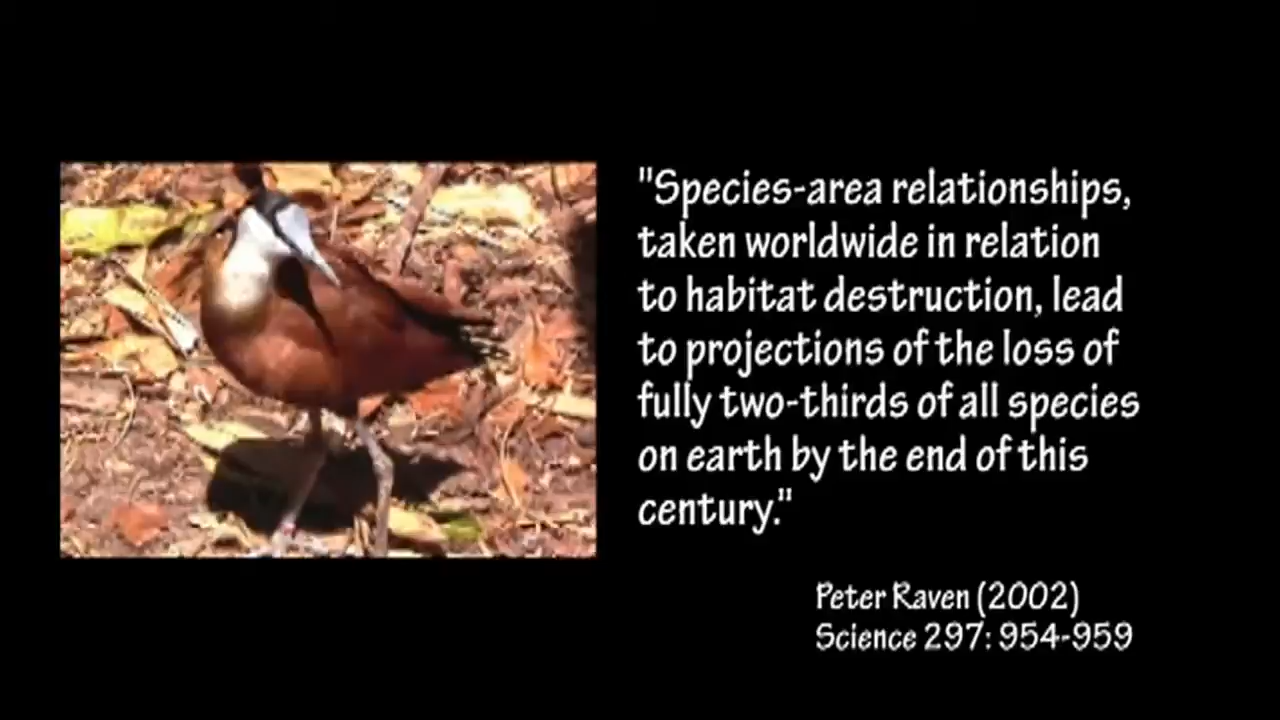 "Species-area relationships,
taken worldwide in relation
to habitat destruction, lead
to projections of the loss of
fully two-thirds of all species
on earth by the end of this
century."
Peter Raven (2002)
Science 297: 954-959